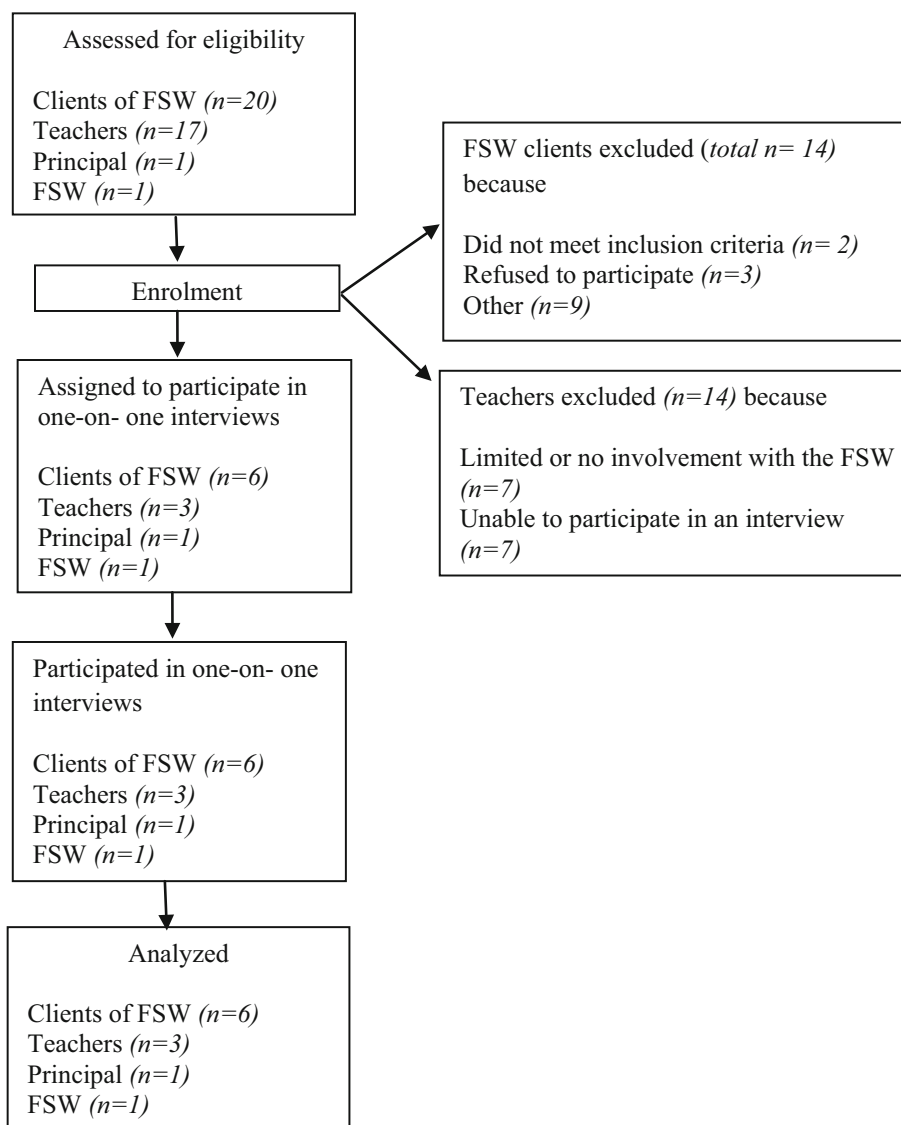 Assessed for eligibility
Clients of FSW (n=20)
Teachers (n=17)
Principal (n=1)
FSW (n=1)
Enrolment
FSW clients excluded (total n= 14)
because
Did not meet inclusion criteria (n= 2)
Refused to participate (n=3)
Other (n=9)
Teachers excluded (n=14) because
Limited or no involvement with the FSW
(n=7)
Unable to participate in an interview
(n=7)
Assigned to participate in
one-on- one interviews
Clients of FSW (n=6)
Teachers (n=3)
Principal (n=1)
FSW (n=1)
Participated in one-on- one
interviews
Clients of FSW (n=6)
Teachers (n=3)
Principal (n=1)
FSW (n=1)
Analyzed
Clients of FSW (n=6)
Teachers (n=3)
Principal (n=1)
FSW (n=1)